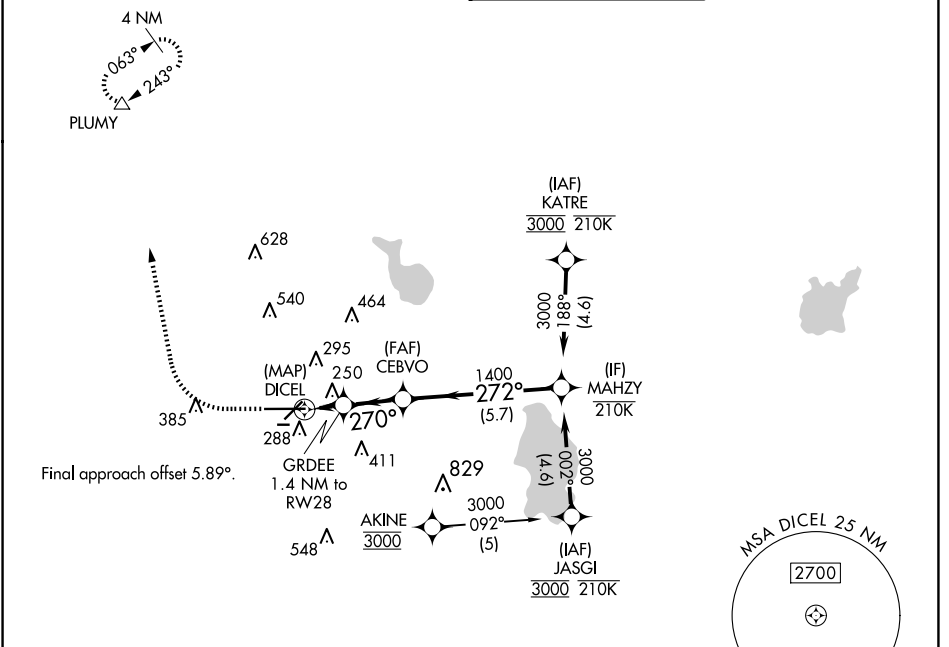 4 NM
063°
243°
PLUMY
(IAF)
KATRE
3000 210K
628
540
464
3000
188°
(4.6)
295
(FAF)
CEBVO
(MAP)
DICEL
250
1400
272°
(5.7)
(IF)
MAHZY
210K
385
288
270°
411
GRDEE
1.4 NM to
RW28
Final approach offset 5.89°.
829
3000
002°
(4.6)
AKINE
3000
3000
092°
(5)
548
(IAF)
JASGI
3000 210K
MSA DICEL 25 NM
2700